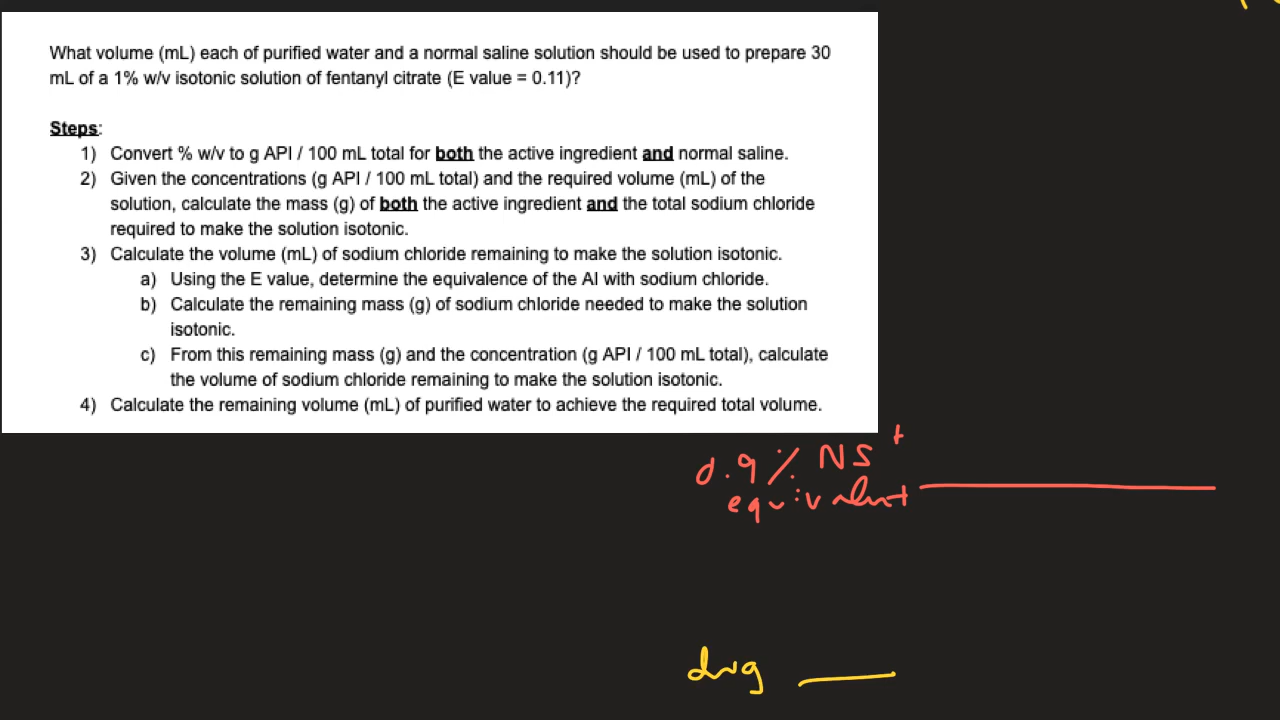 What volume (mL) each of purified water and a normal saline solution should be used to prepare 30
mL of a 1% w/v isotonic solution of fentanyl citrate (E value = 0.11)?
Steps:
1) Convert % w/v to g API / 100 mL total for both the active ingredient and normal saline.
2) Given the concentrations (g API / 100 mL total) and the required volume (mL) of the
solution, calculate the mass (g) of both the active ingredient and the total sodium chloride
required to make the solution isotonic.
3) Calculate the volume (mL) of sodium chloride remaining to make the solution isotonic.
a) Using the E value, determine the equivalence of the AI with sodium chloride.
b) Calculate the remaining mass (g) of sodium chloride needed to make the solution
isotonic.
c) From this remaining mass (g) and the concentration (g API / 100 mL total), calculate
the volume of sodium chloride remaining to make the solution isotonic.
4) Calculate the remaining volume (mL) of purified water to achieve the required total volume.
0.9% NS +
equivalent
drug